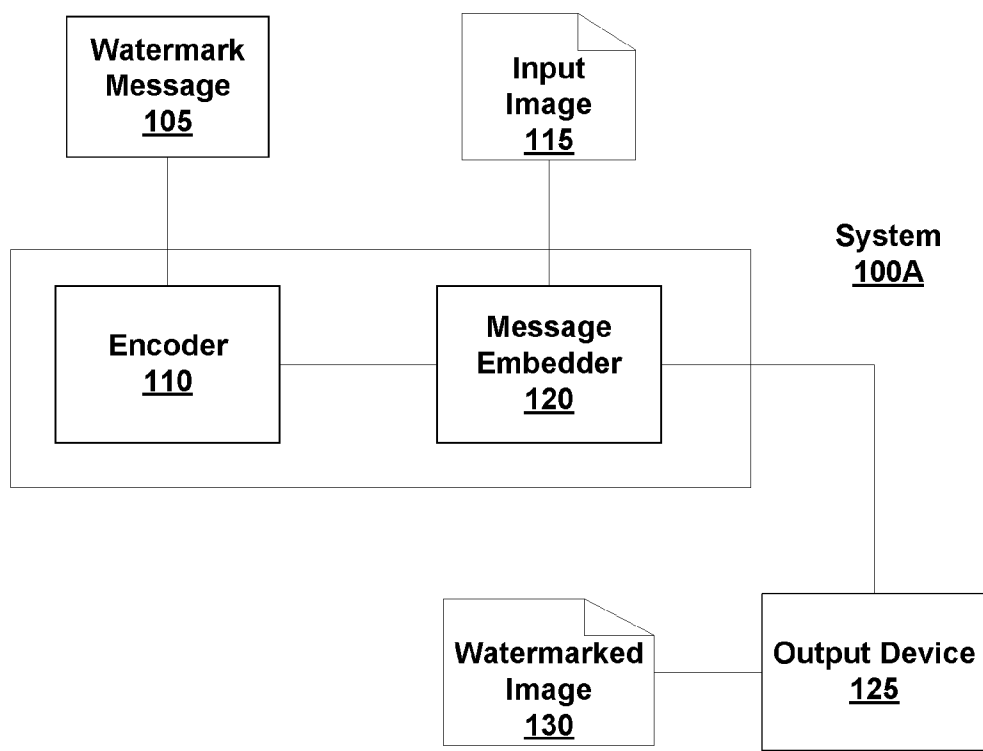 Watermark
Message
105
Input
Image
115
System
100A
Encoder
110
Message
Embedder
120
Watermarked
Image
130
Output Device
125